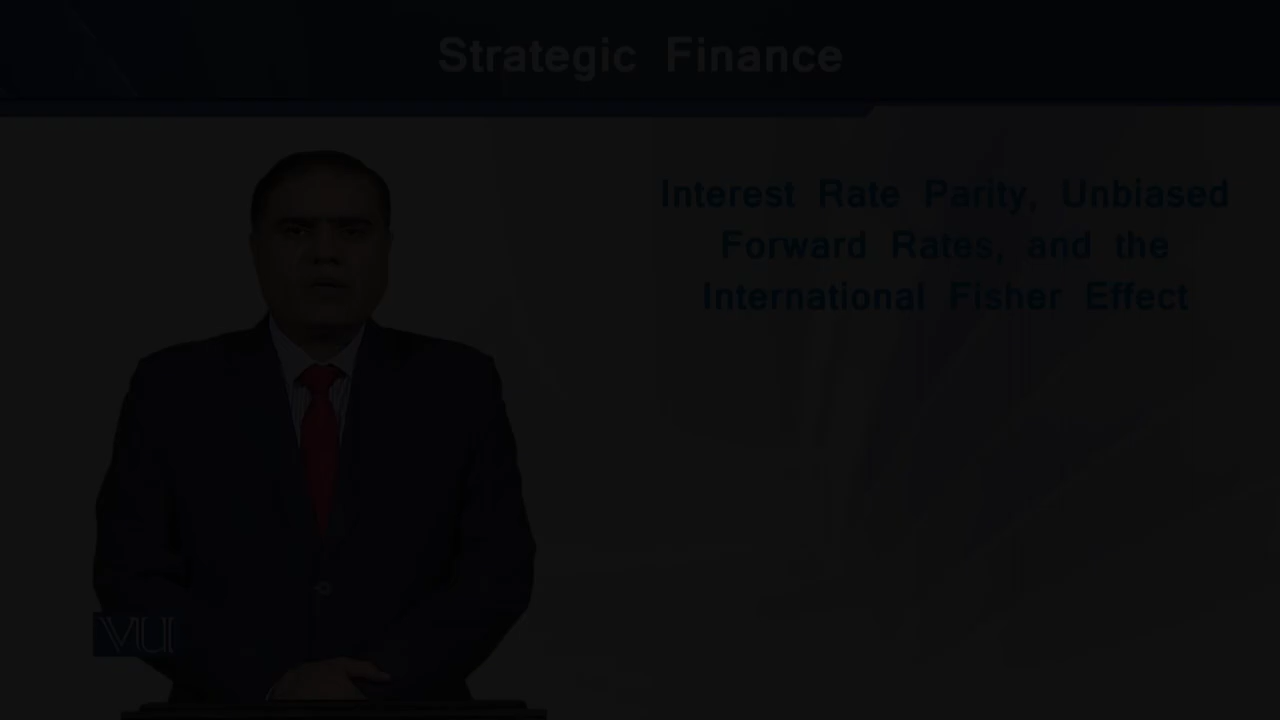 Strategic Finance
Interest Rate Parity, Unbiased
Forward Rates, and the
International Fisher Effect
VU